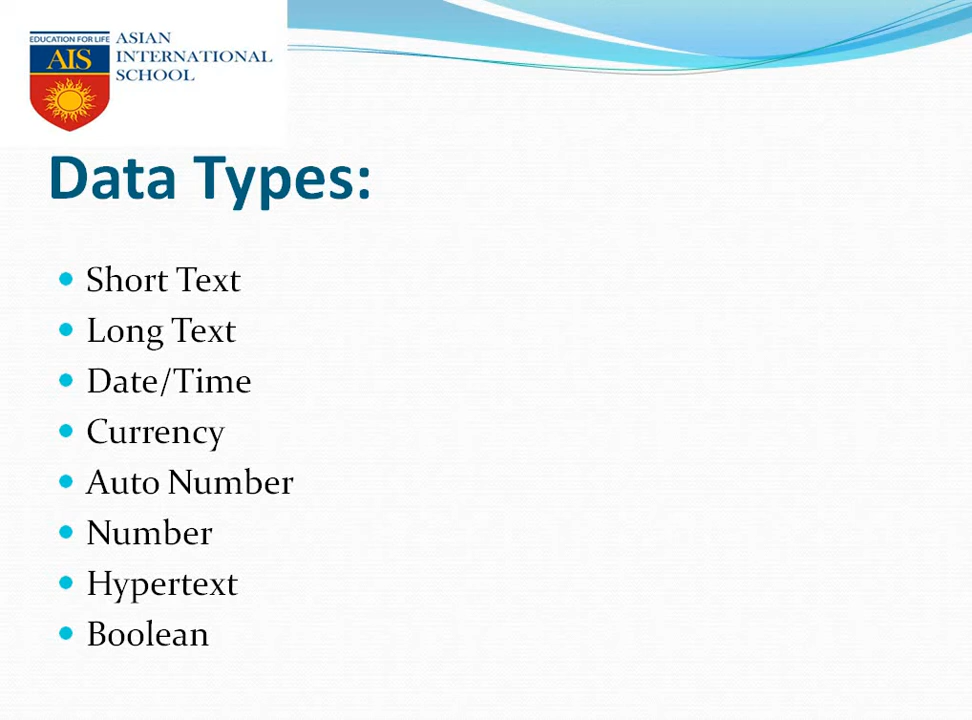 EDUCATION FOR LIFE
AIS
ASIAN
INTERNATIONAL
SCHOOL
Data Types:
Short Text
Long Text
Date/Time
Currency
Auto Number
Number
Hypertext
Boolean